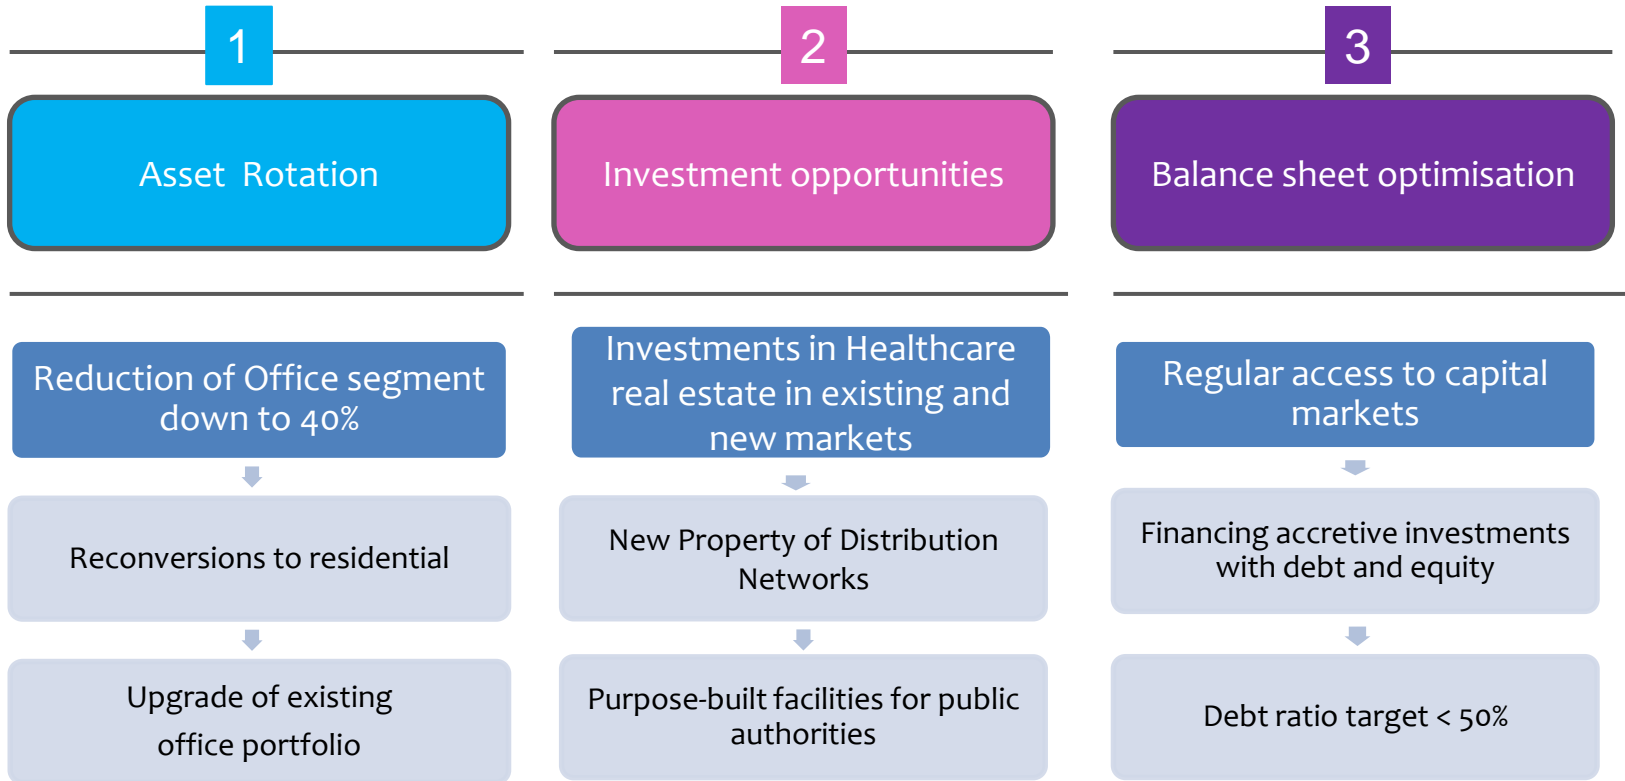 1
Asset Rotation
Reduction of Office segment
down to 40%
Reconversions to residential
Upgrade of existing
office portfolio
2
Investment opportunities
Investments in Healthcare
real estate in existing and
new markets
New Property of Distribution
Networks
Purpose-built facilities for public
authorities
3
Balance sheet optimisation
Regular access to capital
markets
Financing accretive investments
with debt and equity
Debt ratio target < 50%